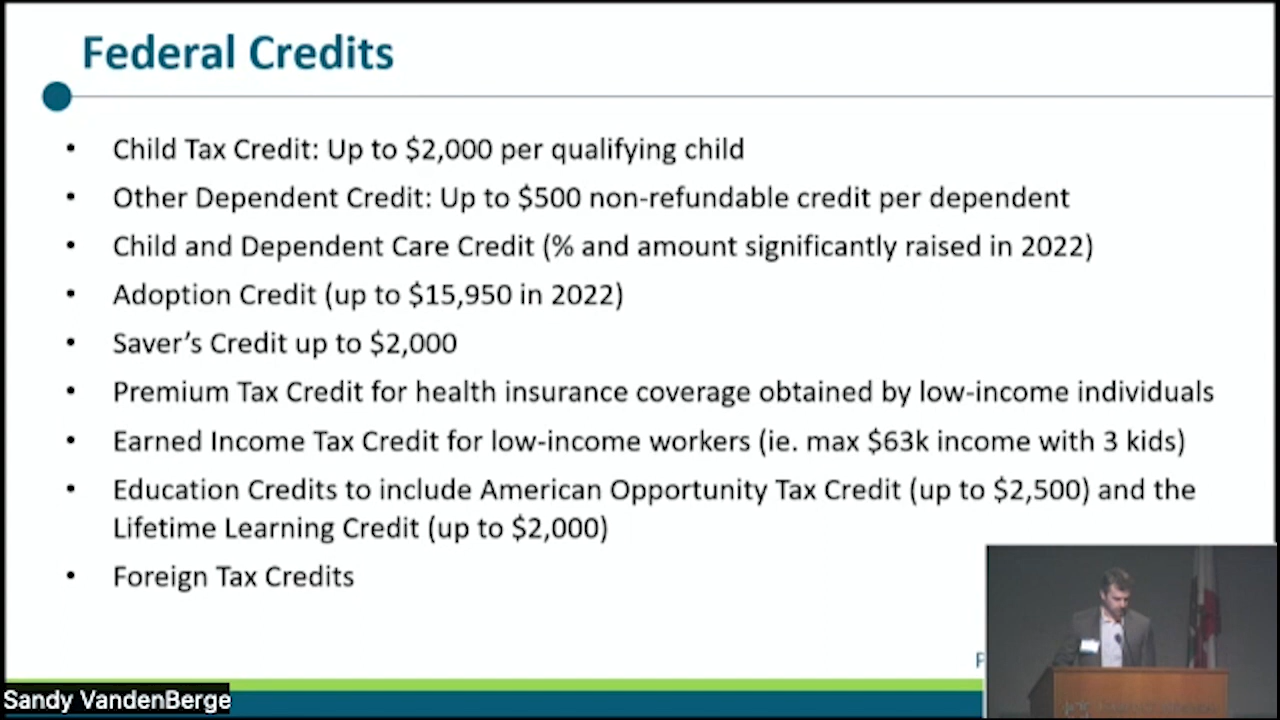 Federal Credits
• Child Tax Credit: Up to $2,000 per qualifying child
• Other Dependent Credit: Up to $500 non-refundable credit per dependent
• Child and Dependent Care Credit (% and amount significantly raised in 2022)
• Adoption Credit (up to $15,950 in 2022)
• Saver’s Credit up to $2,000
• Premium Tax Credit for health insurance coverage obtained by low-income individuals
• Earned Income Tax Credit for low-income workers (ie. max $63k income with 3 kids)
• Education Credits to include American Opportunity Tax Credit (up to $2,500) and the
Lifetime Learning Credit (up to $2,000)
• Foreign Tax Credits
Sandy VandenBerge